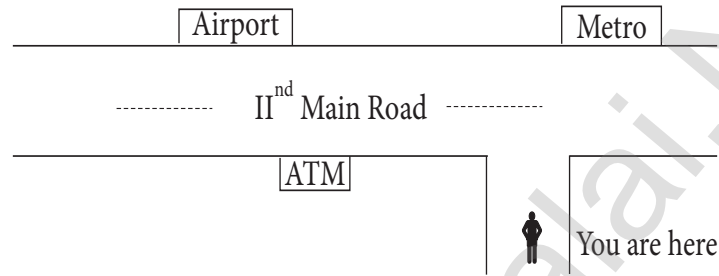 Airport
Metro
IInd Main Road
ATM
You are here